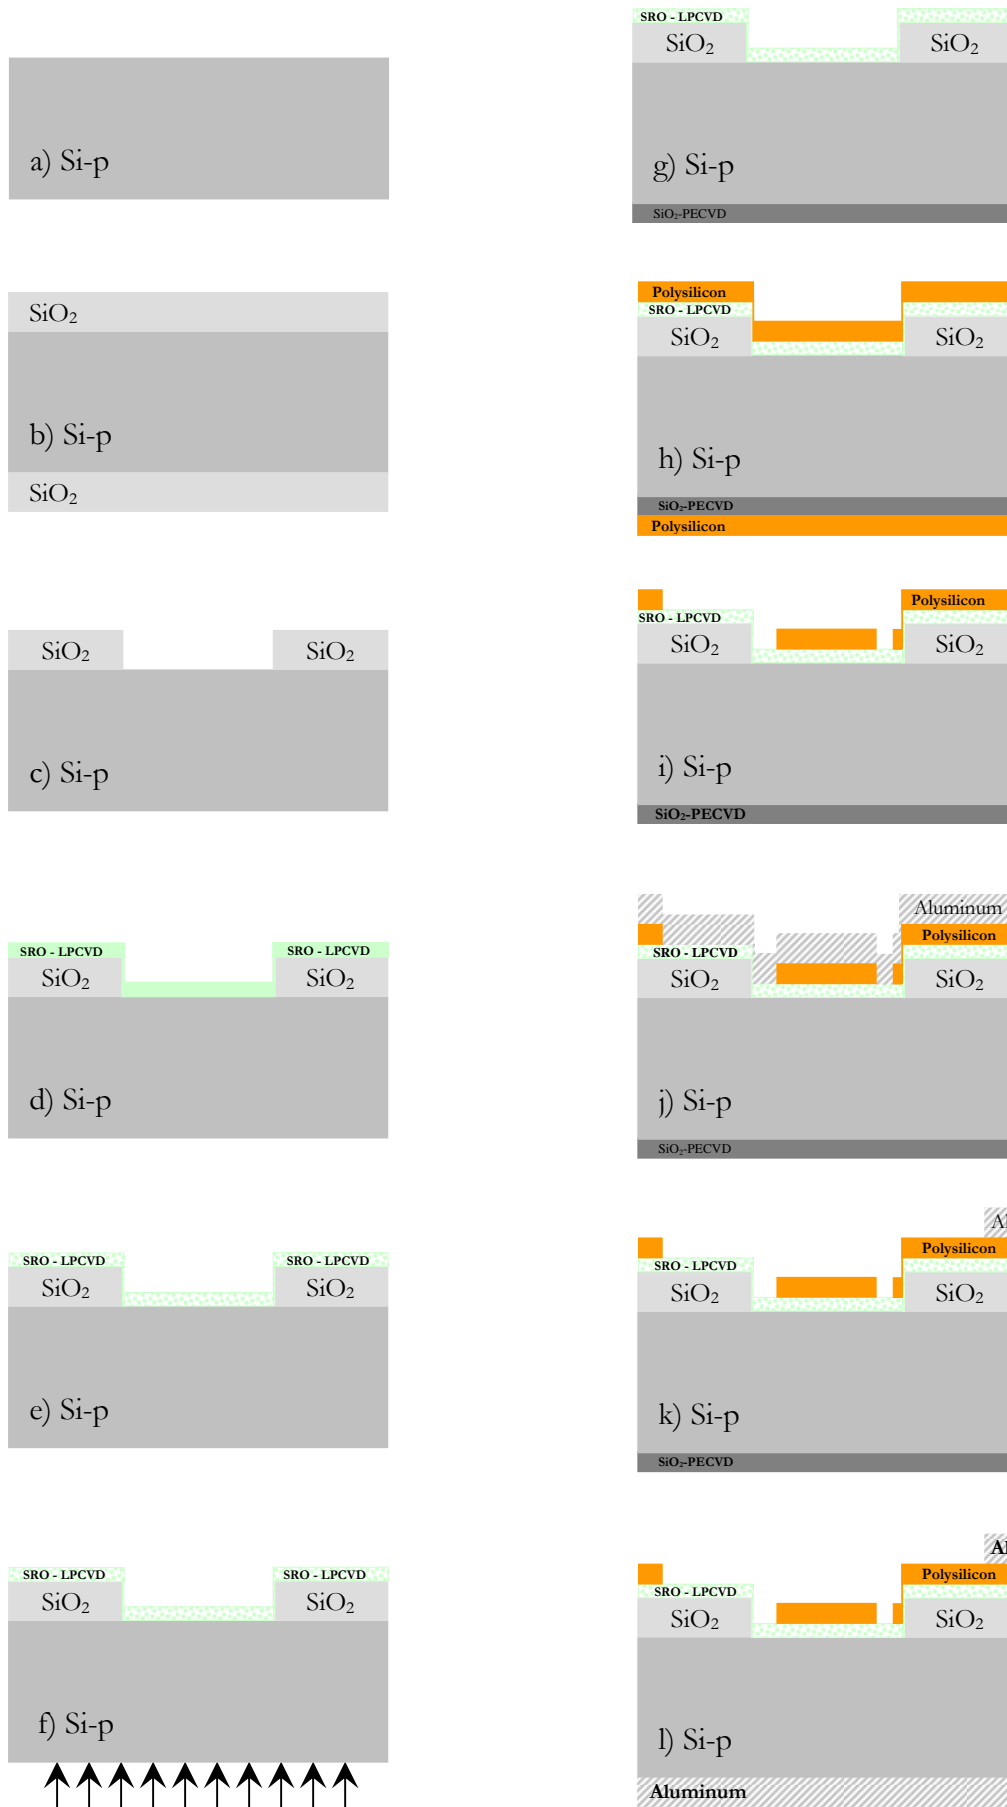 a) Si-p
SiO₂
b) Si-p
SiO₂
SiO₂ SiO₂
c) Si-p
SRO - LPCVD SRO - LPCVD
SiO₂ SiO₂
d) Si-p
SRO - LPCVD SRO - LPCVD
SiO₂ SiO₂
e) Si-p
SRO - LPCVD SRO - LPCVD
SiO₂ SiO₂
f) Si-p
SRO - LPCVD
SiO₂ SiO₂
g) Si-p
SiO₂-PECVD
Polysilicon
SRO - LPCVD
SiO₂ SiO₂
h) Si-p
SiO₂-PECVD
Polysilicon
Polysilicon
SRO - LPCVD
SiO₂ SiO₂
i) Si-p
SiO₂-PECVD
Aluminum
Polysilicon
SRO - LPCVD
SiO₂ SiO₂
j) Si-p
SiO₂-PECVD
Polysilicon
SRO - LPCVD
SiO₂ SiO₂
k) Si-p
SiO₂-PECVD
Polysilicon
SRO - LPCVD
SiO₂ SiO₂
l) Si-p
Aluminum